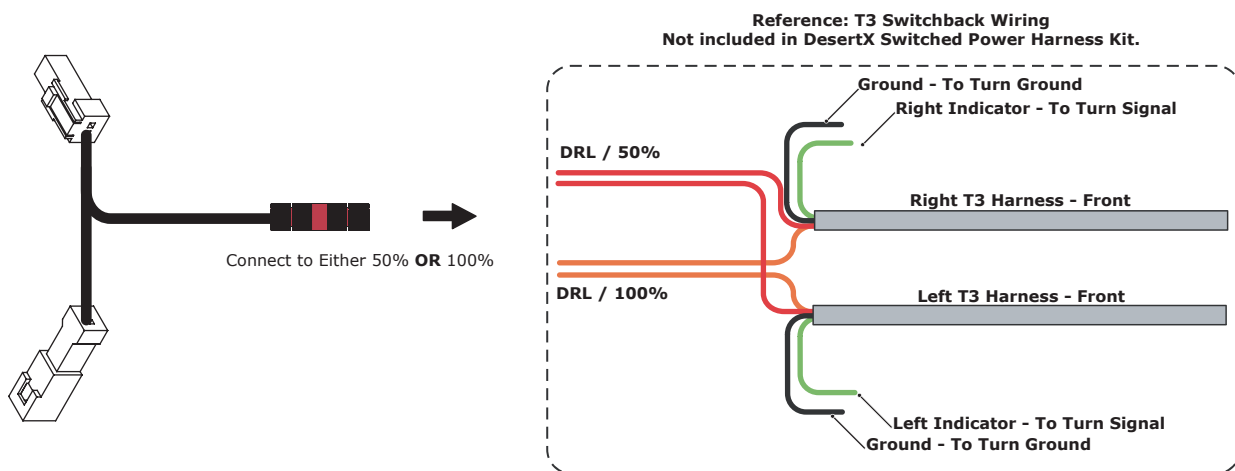 Reference: T3 Switchback Wiring
Not included in DesertX Switched Power Harness Kit.
Ground - To Turn Ground
Right Indicator - To Turn Signal
DRL / 50%
Right T3 Harness - Front
Connect to Either 50% OR 100%
DRL / 100%
Left T3 Harness - Front
Left Indicator - To Turn Signal
Ground - To Turn Ground